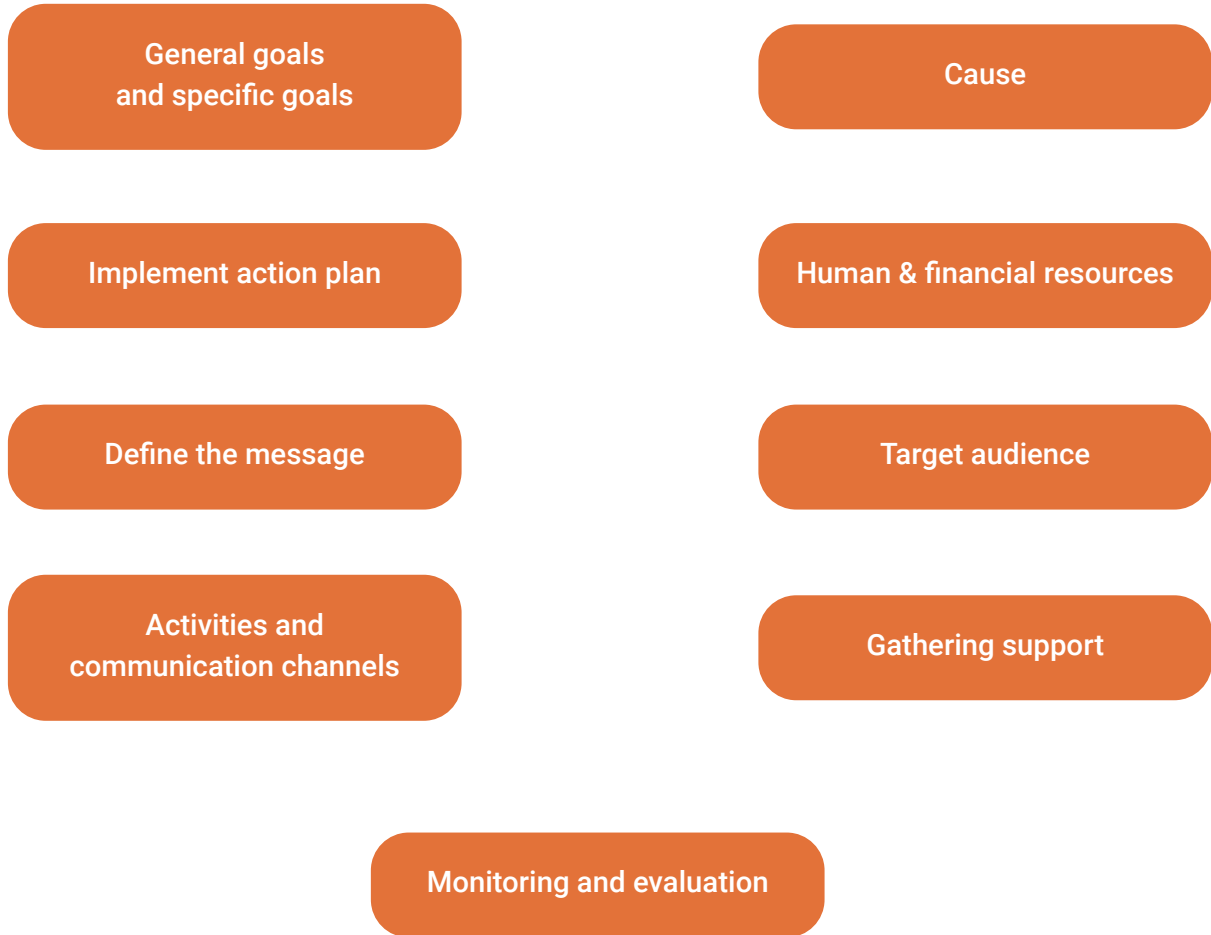 General goals
and specific goals
Cause
Implement action plan
Human & financial resources
Define the message
Target audience
Activities and
communication channels
Gathering support
Monitoring and evaluation